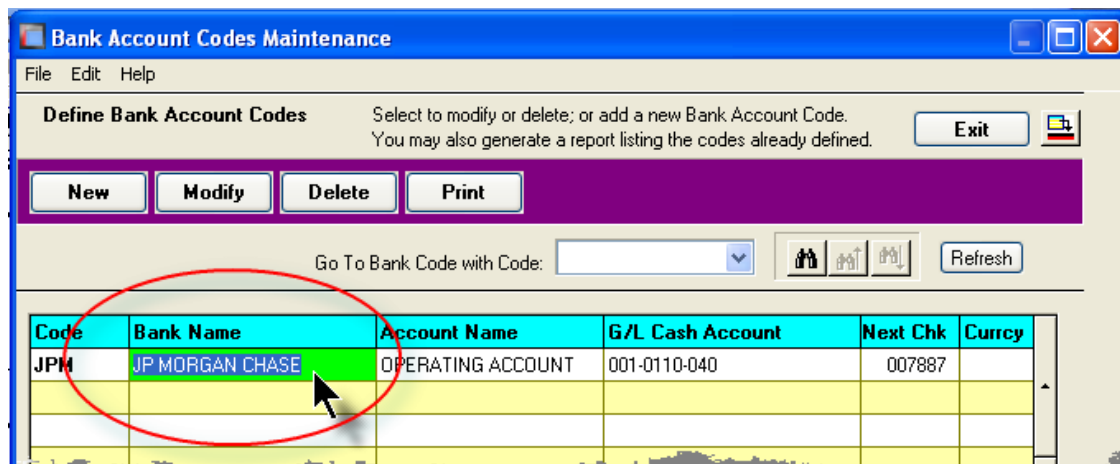 Bank Account Codes Maintenance
File Edit Help
Define Bank Account Codes
Select to modify or delete; or add a new Bank Account Code.
You may also generate a report listing the codes already defined.
Exit
New Modify Delete Print
Go To Bank Code with Code:
Refresh
Code Bank Name Account Name G/L Cash Account Next Chk Currcy
JPM JP MORGAN CHASE OPERATING ACCOUNT 001-0110-040 007887